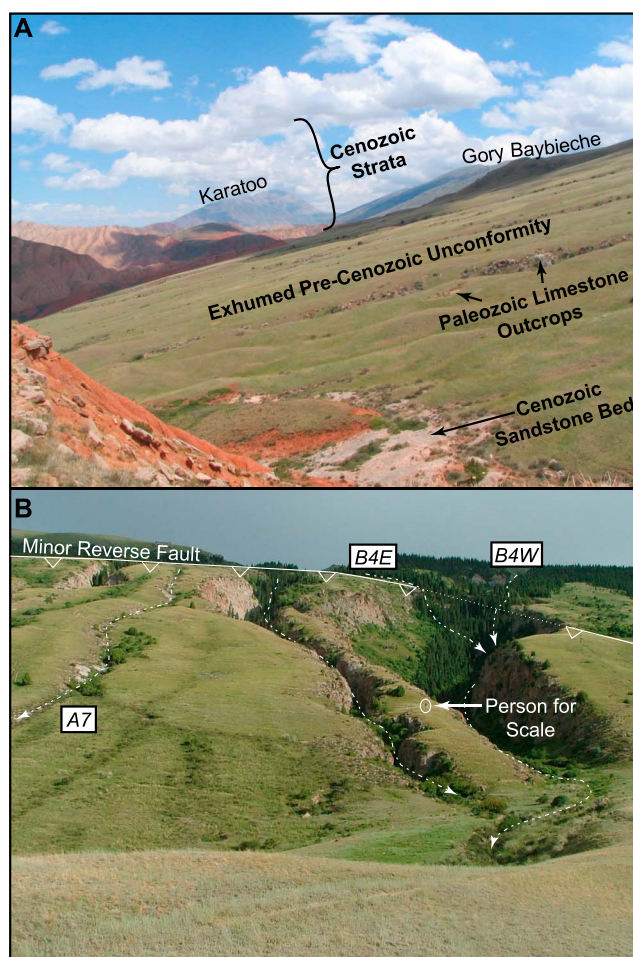 A
Cenozoic
Strata
Gory Baybieche
Karatoo
Exhumed Pre-Cenozoic Unconformity
Paleozoic Limestone
Outcrops
Cenozoic
Sandstone Bed
B
Minor Reverse Fault
B4E
B4W
Person for
Scale
A7